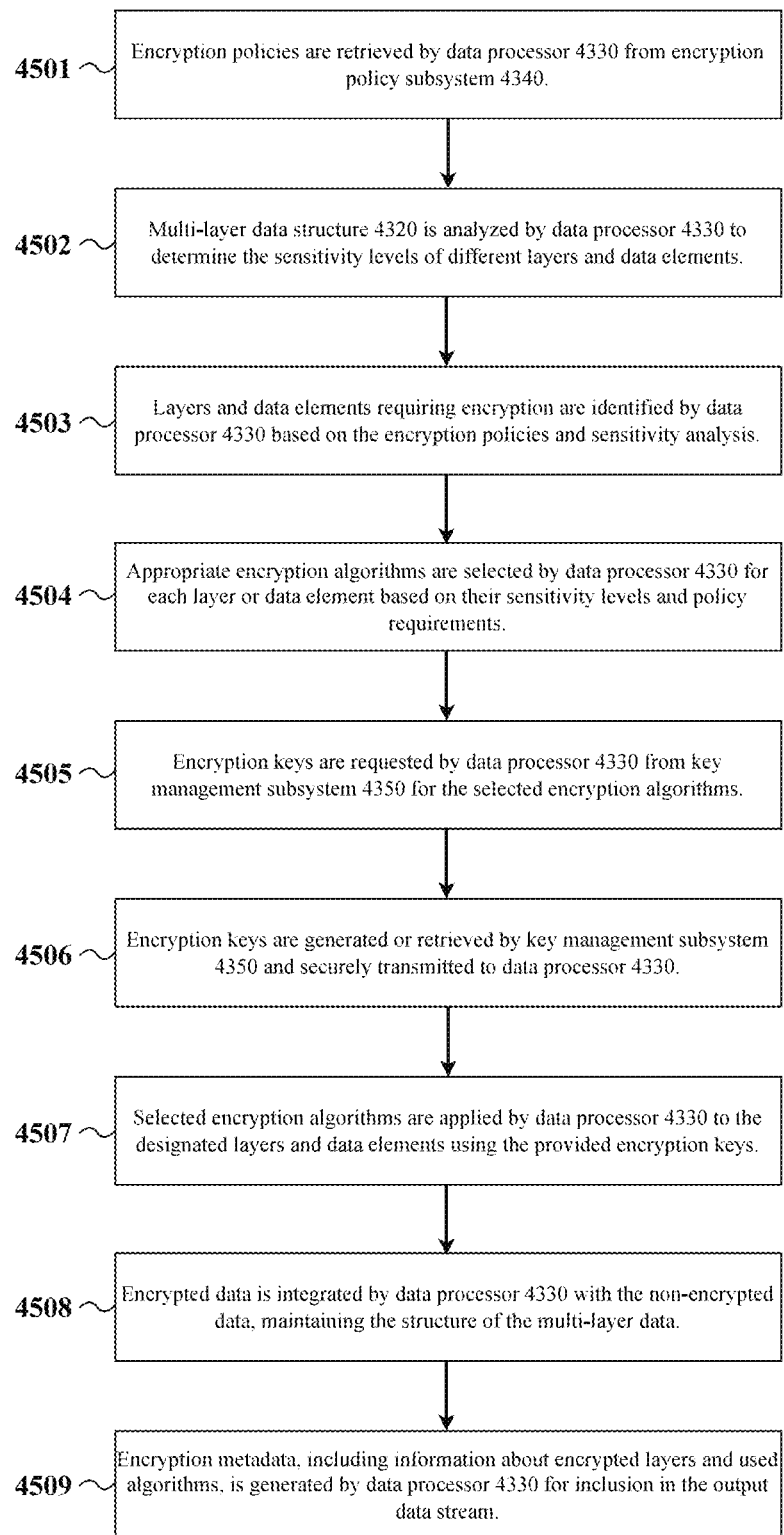 4501
Encryption policies are retrieved by data processor 4330 from encryption
policy subsystem 4340.
4502
Multi-layer data structure 4320 is analyzed by data processor 4330 to
determine the sensitivity levels of different layers and data elements.
4503
Layers and data elements requiring encryption are identified by data
processor 4330 based on the encryption policies and sensitivity analysis.
4504
Appropriate encryption algorithms are selected by data processor 4330 for
each layer or data element based on their sensitivity levels and policy
requirements.
4505
Encryption keys are requested by data processor 4330 from key
management subsystem 4350 for the selected encryption algorithms.
4506
Encryption keys are generated or retrieved by key management subsystem
4350 and securely transmitted to data processor 4330.
4507
Selected encryption algorithms are applied by data processor 4330 to the
designated layers and data elements using the provided encryption keys.
4508
Encrypted data is integrated by data processor 4330 with the non-encrypted
data, maintaining the structure of the multi-layer data.
4509
Encryption metadata, including information about encrypted layers and used
algorithms, is generated by data processor 4330 for inclusion in the output
data stream.